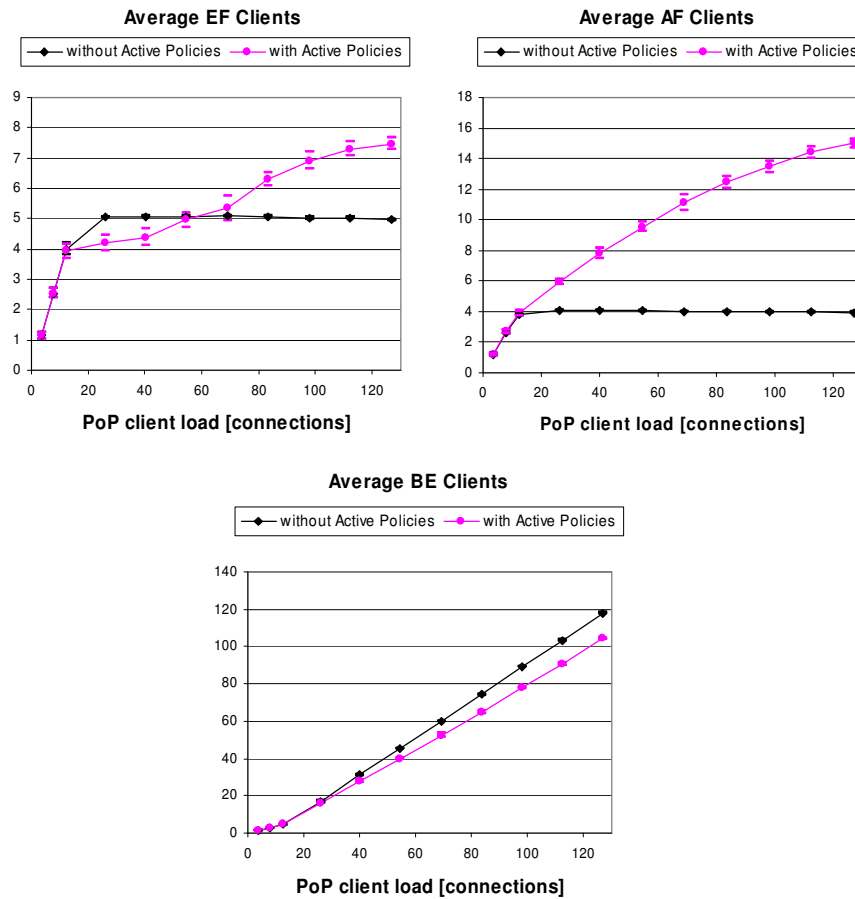 Average EF Clients
without Active Policies with Active Policies
9
8
7
6
5
4
3
2
1
0
0 20 40 60 80 100 120
PoP client load [connections]
Average AF Clients
without Active Policies with Active Policies
18
16
14
12
10
8
6
4
2
0
0 20 40 60 80 100 120
PoP client load [connections]
Average BE Clients
without Active Policies with Active Policies
140
120
100
80
60
40
20
0
0 20 40 60 80 100 120
PoP client load [connections]